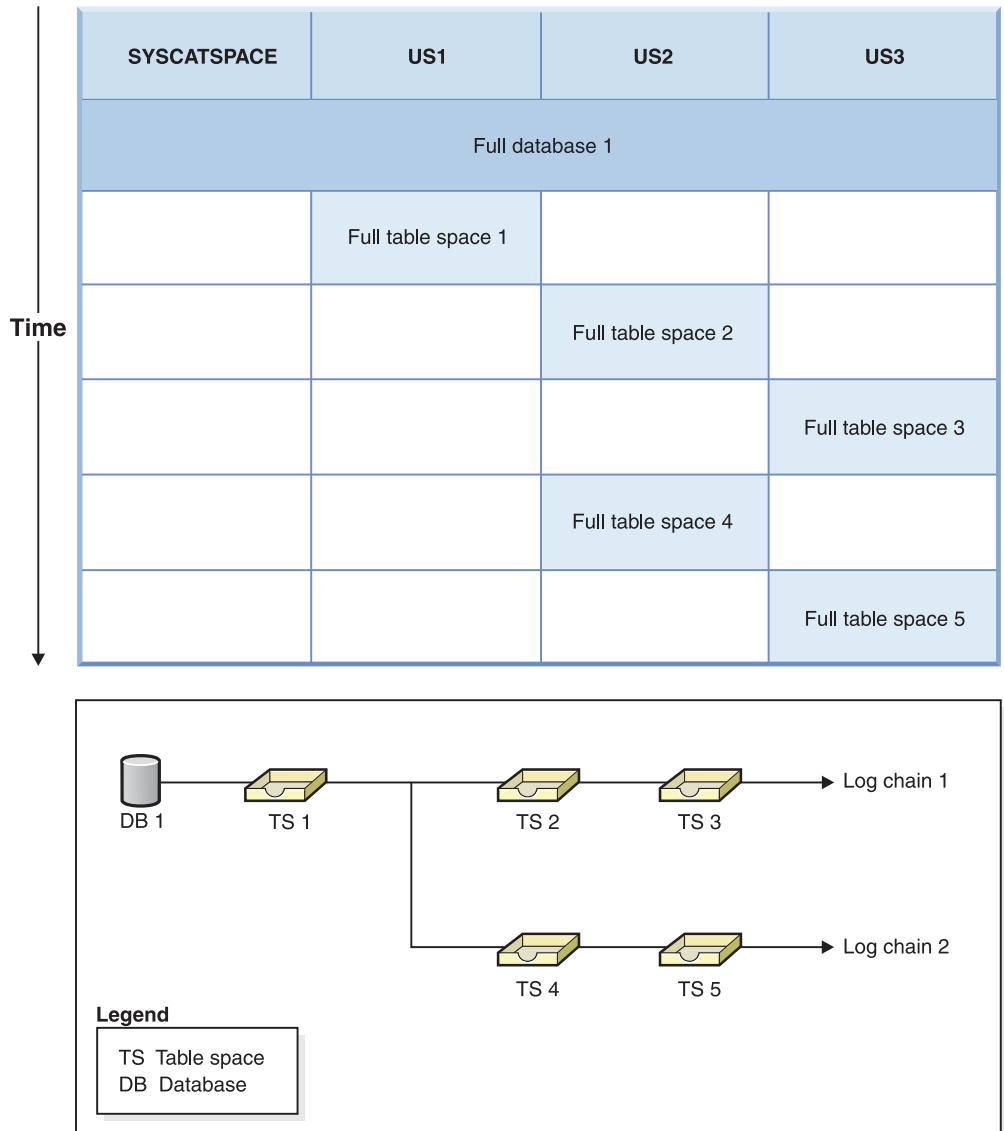 SYSCATSPACE US1 US2 US3
Full database 1
Full table space 1
Time
Full table space 2
Full table space 3
Full table space 4
Full table space 5
DB 1 TS 1 TS 2 TS 3 Log chain 1
TS 4 TS 5 Log chain 2
Legend
TS Table space
DB Database